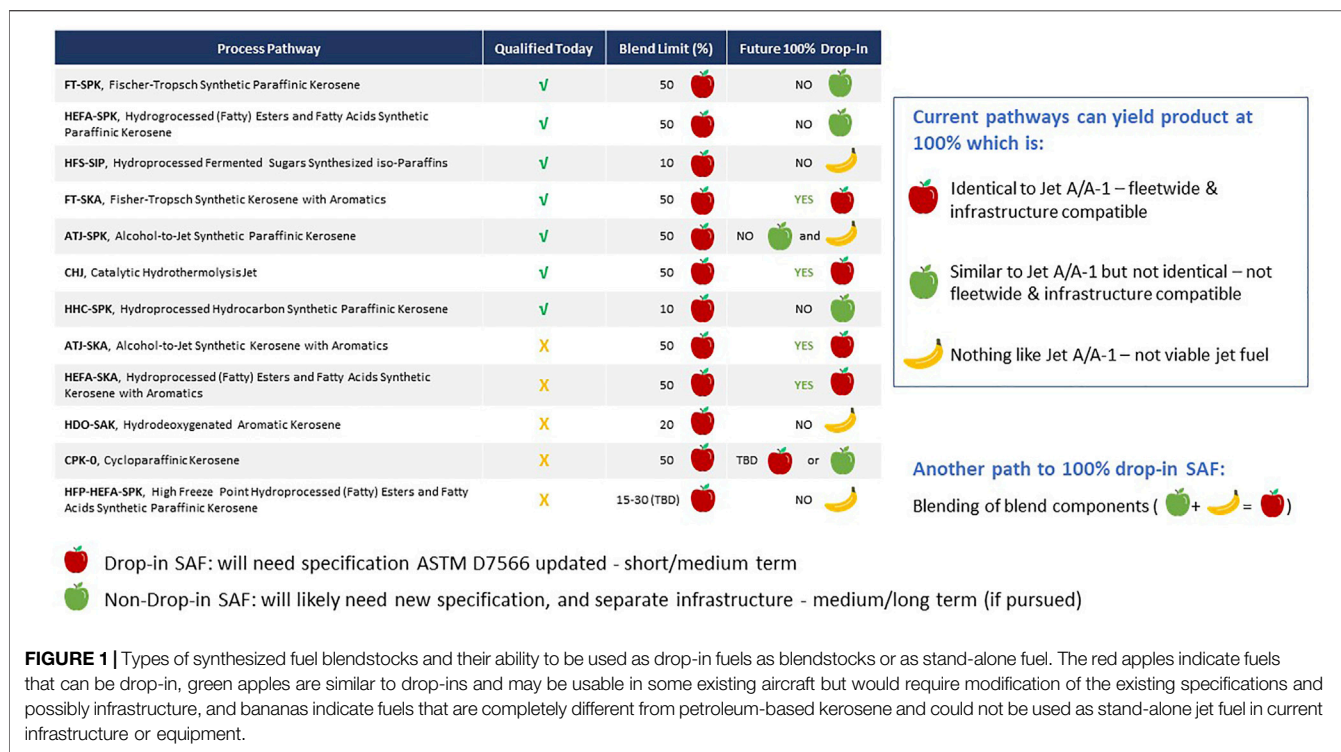 Process Pathway Qualified Today Blend Limit (%) Future 100% Drop-In
FT-SPK, Fischer-Tropsch Synthetic Paraffinic Kerosene √ 50 NO
HEFA-SPK, Hydrogrocessed (Fatty) Esters and Fatty Acids Synthetic
Paraffinic Kerosene √ 50 NO
HFS-SIP, Hydroprocessed Fermented Sugars Synthesized iso-Paraffins √ 10 NO
FT-SKA, Fisher-Tropsch Synthetic Kerosene with Aromatics √ 50 YES
ATJ-SPK, Alcohol-to-Jet Synthetic Paraffinic Kerosene √ 50 NO and
CHJ, Catalytic HydrothermolysisJet √ 50 YES
HHC-SPK, Hydroprocessed Hydrocarbon Synthetic Paraffinic Kerosene √ 10 NO
ATJ-SKA, Alcohol-to-Jet Synthetic Kerosene with Aromatics X 50 YES
HEFA-SKA, Hydroprocessed (Fatty) Esters and Fatty Acids Synthetic
Kerosene with Aromatics X 50 YES
HDO-SAK, Hydrodeoxygenated Aromatic Kerosene X 20 NO
CPK-0, Cycloparaffinic Kerosene X 50 TBD or
HFP-HEFA-SPK, High Freeze Point Hydroprocessed (Fatty) Esters and Fatty
Acids Synthetic Paraffinic Kerosene X 15-30 (TBD) NO
Current pathways can yield product at
100% which is:
Identical to Jet A/A-1 – fleetwide &
infrastructure compatible
Similar to Jet A/A-1 but not identical – not
fleetwide & infrastructure compatible
Nothing like Jet A/A-1 – not viable jet fuel
Another path to 100% drop-in SAF:
Blending of blend components ( + = )
Drop-in SAF: will need specification ASTM D7566 updated - short/medium term
Non-Drop-in SAF: will likely need new specification, and separate infrastructure - medium/long term (if pursued)
FIGURE 1 | Types of synthesized fuel blendstocks and their ability to be used as drop-in fuels as blendstocks or as stand-alone fuel. The red apples indicate fuels
that can be drop-in, green apples are similar to drop-ins and may be usable in some existing aircraft but would require modification of the existing specifications and
possibly infrastructure, and bananas indicate fuels that are completely different from petroleum-based kerosene and could not be used as stand-alone jet fuel in current
infrastructure or equipment.